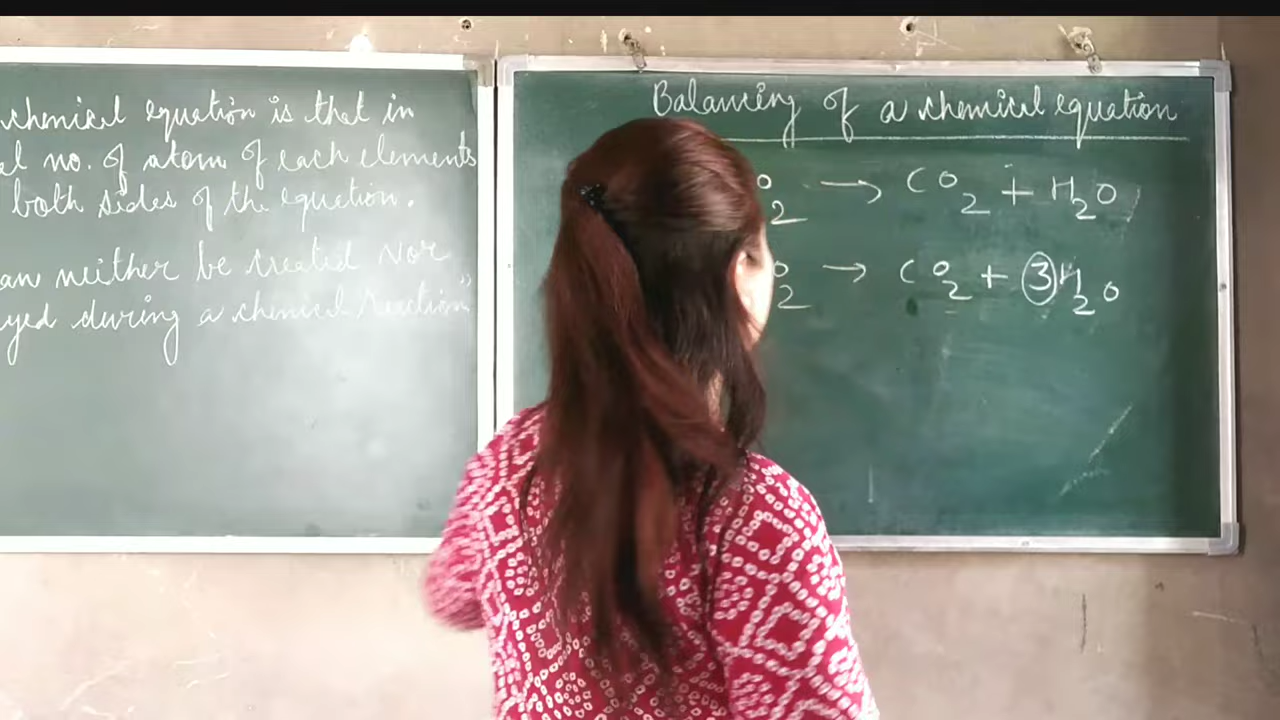 chemical equation is that in
al no. of atom of each elements
both sides of the equation.
an neither be created Nor
yed during a chemical reaction"
Balancing of a chemical equation
O2 → CO2 + H2O
O2 → CO2 + 3H2O